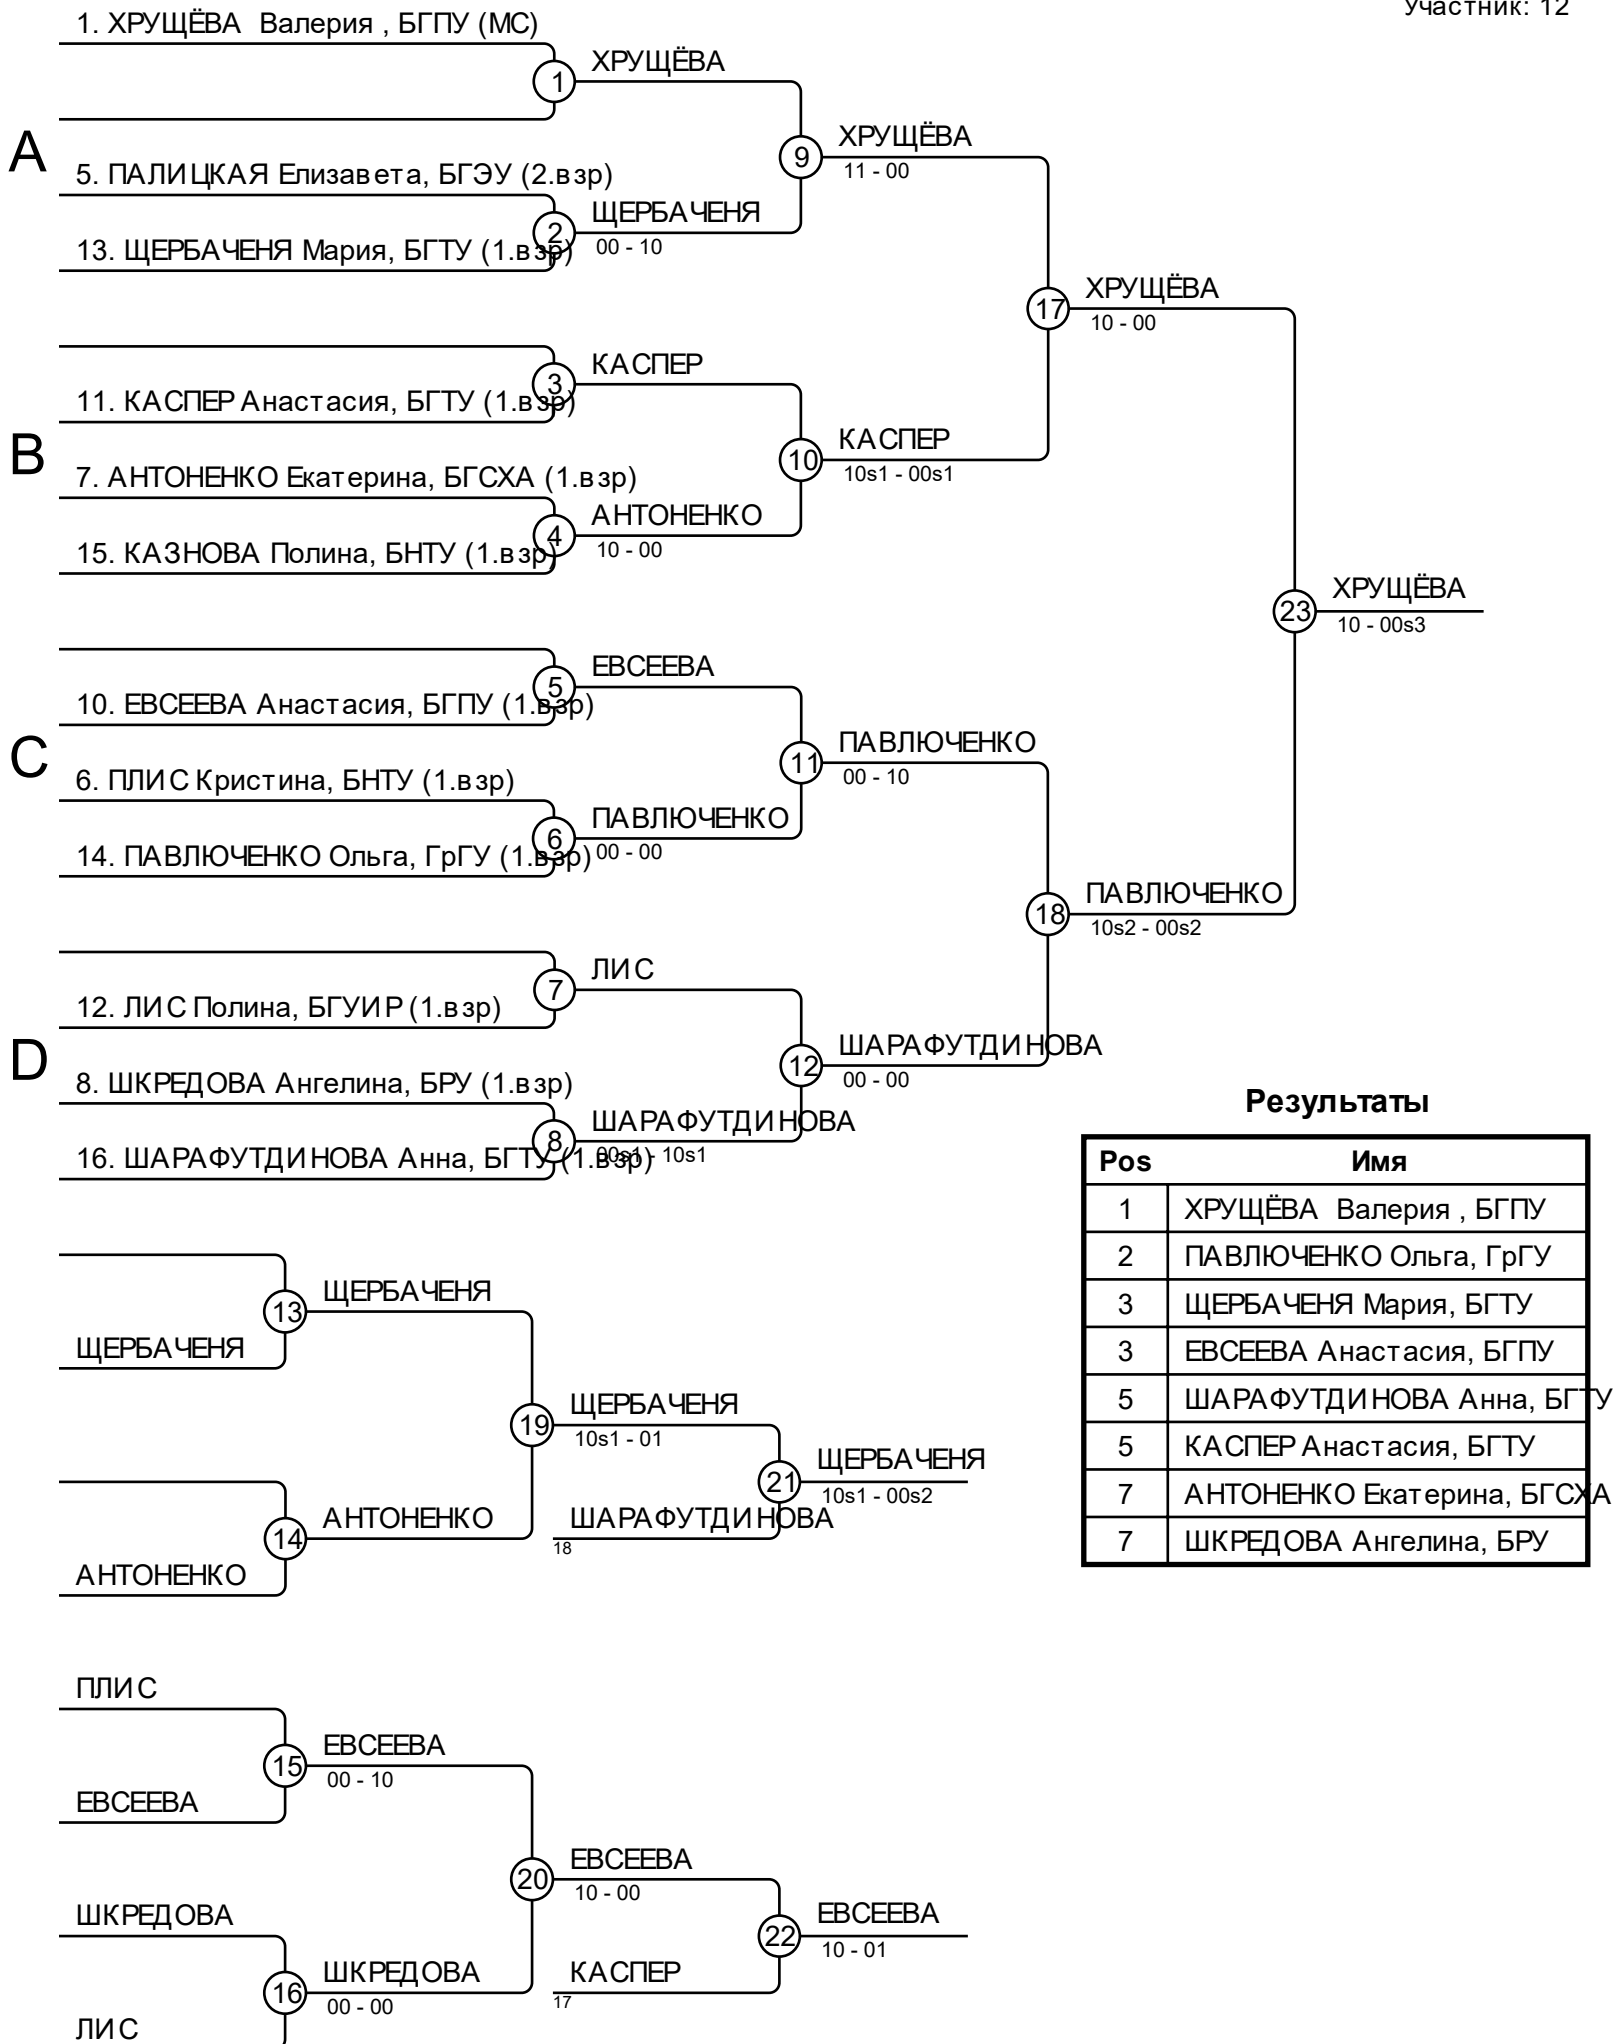 Участник: 12
1. ХРУЩЁВА Валерия , БГПУ (МС)
1
ХРУЩЁВА
A
9
ХРУЩЁВА
11 - 00
5. ПАЛИЦКАЯ Елизавета, БГЭУ (2.взр)
2
ЩЕРБАЧЕНЯ
00 - 10
13. ЩЕРБАЧЕНЯ Мария, БГТУ (1.взр)
17
ХРУЩЁВА
10 - 00
3
КАСПЕР
11. КАСПЕР Анастасия, БГТУ (1.взр)
B
10
КАСПЕР
10s1 - 00s1
7. АНТОНЕНКО Екатерина, БГСХА (1.взр)
4
АНТОНЕНКО
10 - 00
15. КАЗНОВА Полина, БНТУ (1.взр)
23
ХРУЩЁВА
10 - 00s3
5
ЕВСЕЕВА
10. ЕВСЕЕВА Анастасия, БГПУ (1.взр)
C
11
ПАВЛЮЧЕНКО
00 - 10
6. ПЛИС Кристина, БНТУ (1.взр)
6
ПАВЛЮЧЕНКО
00 - 00
14. ПАВЛЮЧЕНКО Ольга, ГрГУ (1.взр)
18
ПАВЛЮЧЕНКО
10s2 - 00s2
7
ЛИС
12. ЛИС Полина, БГУИР (1.взр)
D
12
ШАРАФУТДИНОВА
00 - 00
8. ШКРЕДОВА Ангелина, БРУ (1.взр)
8
ШАРАФУТДИНОВА
00s1 - 10s1
16. ШАРАФУТДИНОВА Анна, БГТУ (1.взр)
Результаты
Pos Имя
1 ХРУЩЁВА Валерия , БГПУ
2 ПАВЛЮЧЕНКО Ольга, ГрГУ
3 ЩЕРБАЧЕНЯ Мария, БГТУ
3 ЕВСЕЕВА Анастасия, БГПУ
5 ШАРАФУТДИНОВА Анна, БГТУ
5 КАСПЕР Анастасия, БГТУ
7 АНТОНЕНКО Екатерина, БГСХА
7 ШКРЕДОВА Ангелина, БРУ
13
ЩЕРБАЧЕНЯ
ЩЕРБАЧЕНЯ
19
ЩЕРБАЧЕНЯ
10s1 - 01
21
ЩЕРБАЧЕНЯ
10s1 - 00s2
14
АНТОНЕНКО
ШАРАФУТДИНОВА
18
АНТОНЕНКО
ПЛИС
15
ЕВСЕЕВА
00 - 10
ЕВСЕЕВА
20
ЕВСЕЕВА
10 - 00
22
ЕВСЕЕВА
10 - 01
ШКРЕДОВА
16
ШКРЕДОВА
00 - 00
КАСПЕР
17
ЛИС